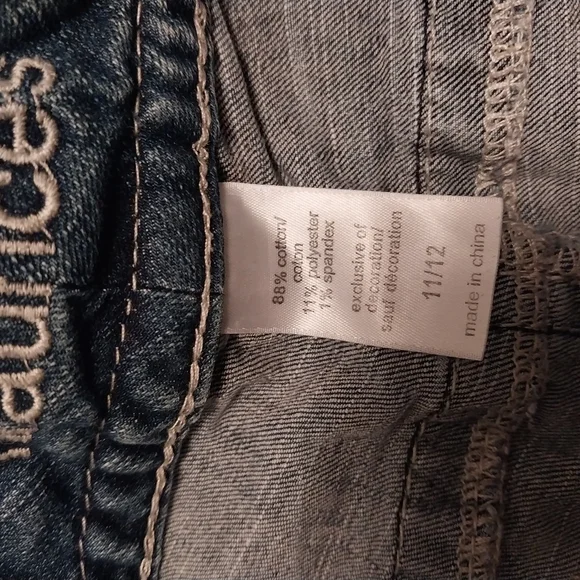 maurices
88% cotton/
coton
11% polyester
1% spandex
exclusive of
decoration/
sauf décoration
11/12
made in china